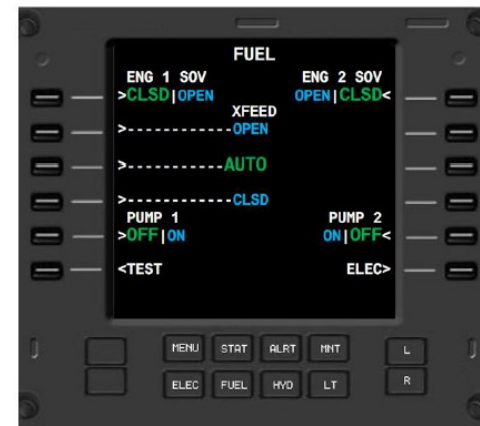 FUEL
ENG 1 SOV ENG 2 SOV
>CLSD|OPEN OPEN|CLSD<
XFEED
>------------OPEN
>------------AUTO
>------------CLSD
PUMP 1 PUMP 2
>OFF|ON ON|OFF<
<TEST ELEC>
MENU STAT ALRT MNT L
ELEC FUEL HYD LT R